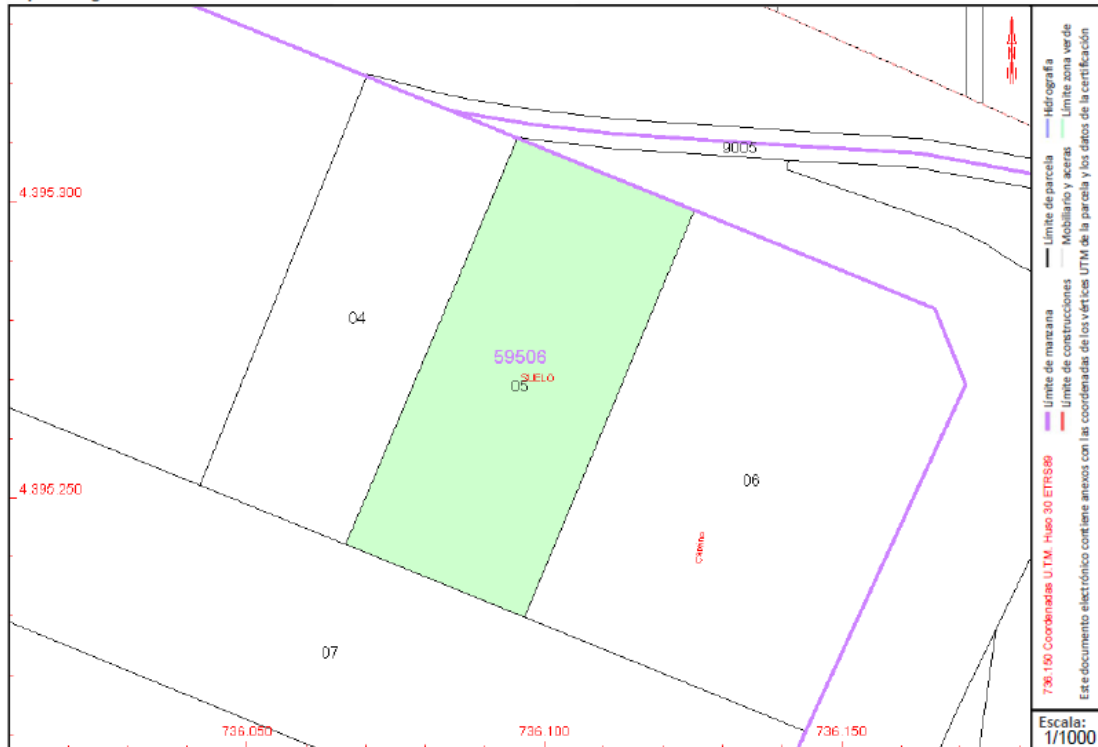 9005
4.395.300
04
59506
SUELO
05
06
4.395.250
07
736.050
736.100
736.150
Hidrografía
Límite zona verde
Límite de parcela
Mobiliario y aceras
Límite de manzana
Límite de construcciones
736.150 Coordenadas U.T.M. Huso 30 ETRS89
Este documento electrónico contiene anexos con las coordenadas de los vértices UTM de la parcela y los datos de la certificación
Escala:
1/1000